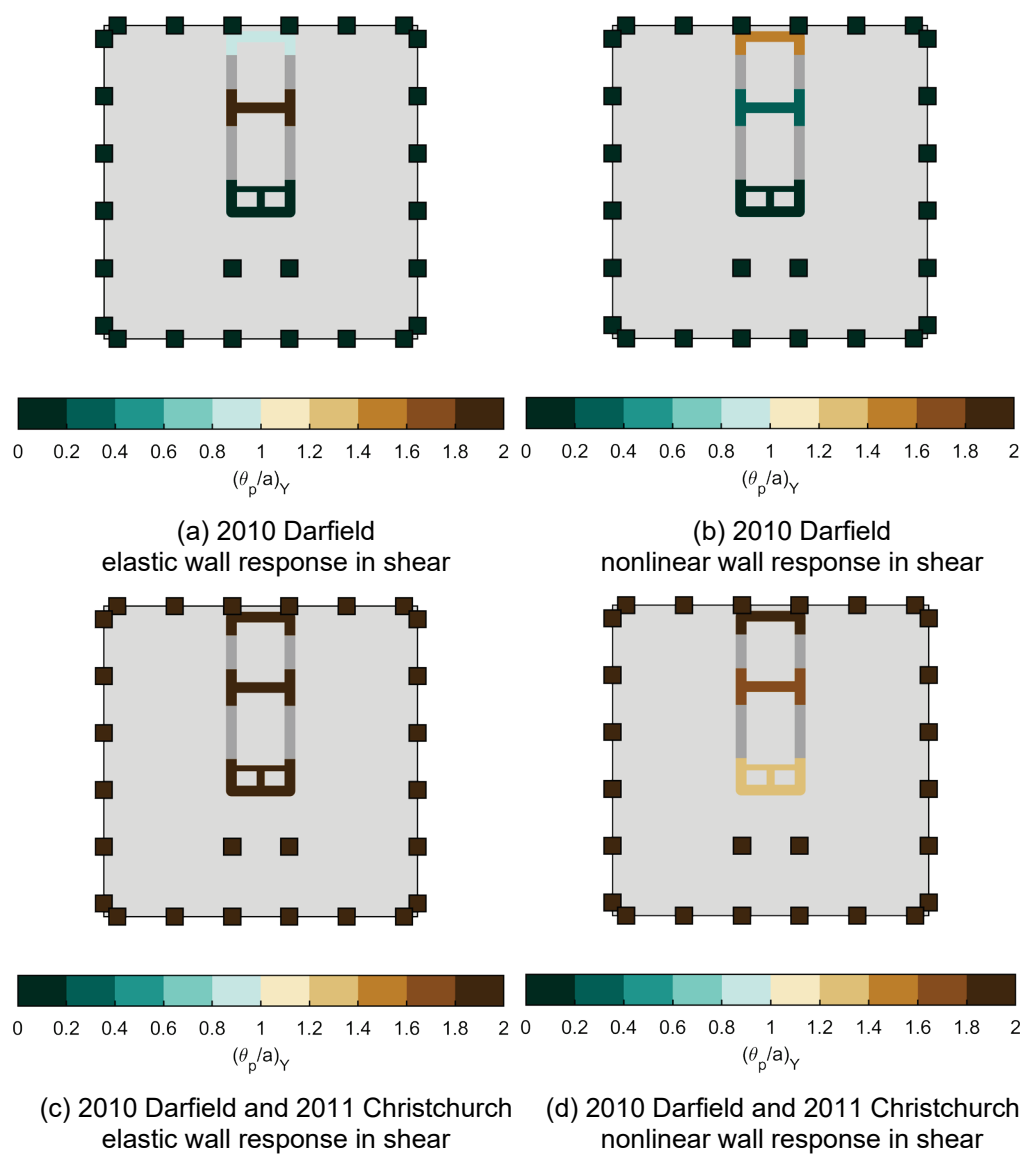 0 0.2 0.4 0.6 0.8 1 1.2 1.4 1.6 1.8 2
(θp/a)Y
(a) 2010 Darfield
elastic wall response in shear
0 0.2 0.4 0.6 0.8 1 1.2 1.4 1.6 1.8 2
(θp/a)Y
(b) 2010 Darfield
nonlinear wall response in shear
0 0.2 0.4 0.6 0.8 1 1.2 1.4 1.6 1.8 2
(θp/a)Y
(c) 2010 Darfield and 2011 Christchurch
elastic wall response in shear
0 0.2 0.4 0.6 0.8 1 1.2 1.4 1.6 1.8 2
(θp/a)Y
(d) 2010 Darfield and 2011 Christchurch
nonlinear wall response in shear